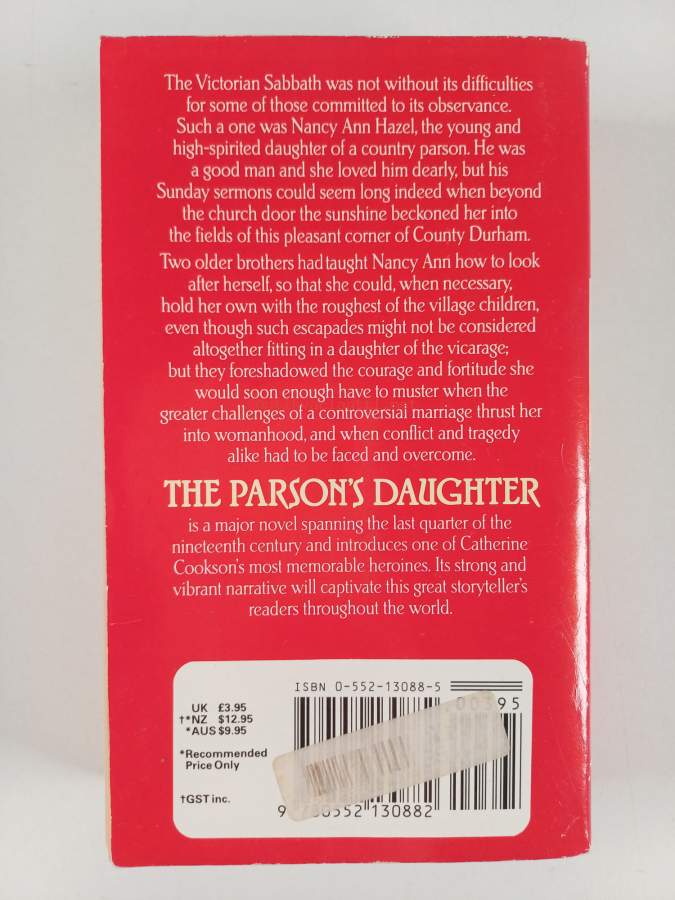 The Victorian Sabbath was not without its difficulties
for some of those committed to its observance.
Such a one was Nancy Ann Hazel, the young and
high-spirited daughter of a country parson. He was
a good man and she loved him dearly, but his
Sunday sermons could seem long indeed when beyond
the church door the sunshine beckoned her into
the fields of this pleasant corner of County Durham.
Two older brothers had taught Nancy Ann how to look
after herself, so that she could, when necessary,
hold her own with the roughest of the village children,
even though such escapades might not be considered
altogether fitting in a daughter of the vicarage;
but they foreshadowed the courage and fortitude she
would soon enough have to muster when the
greater challenges of a controversial marriage thrust her
into womanhood, and when conflict and tragedy
alike had to be faced and overcome.
THE PARSON'S DAUGHTER
is a major novel spanning the last quarter of the
nineteenth century and introduces one of Catherine
Cookson's most memorable heroines. Its strong and
vibrant narrative will captivate this great storyteller's
readers throughout the world.
ISBN 0-552-13088-5
UK £3.95
†*NZ $12.95
*AUS $9.95
*Recommended
Price Only
†GST inc.
130882